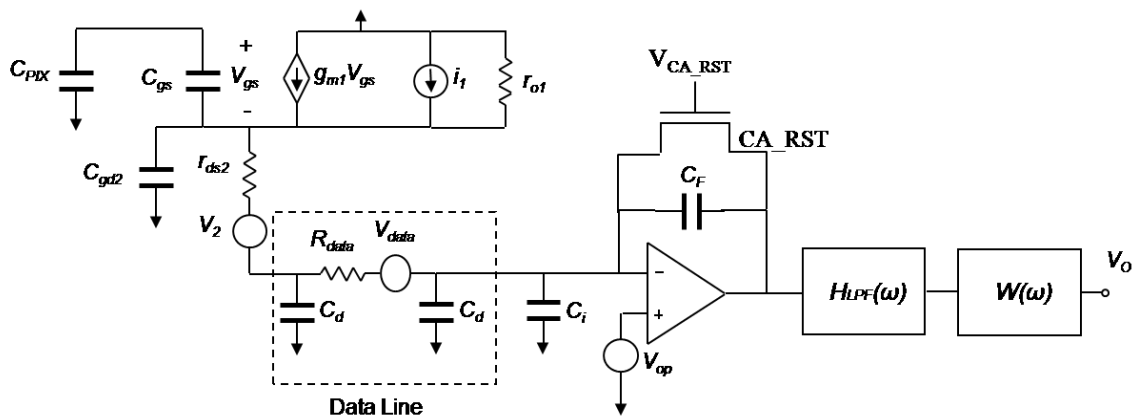 C_PIX
C_gs
+
V_gs
−
g_m1V_gs
i_1
r_o1
V_CA_RST
CA_RST
C_F
C_gd2
r_ds2
V_2
R_data
V_data
C_d
C_d
C_i
−
+
V_op
H_LPF(ω)
W(ω)
V_O
Data Line